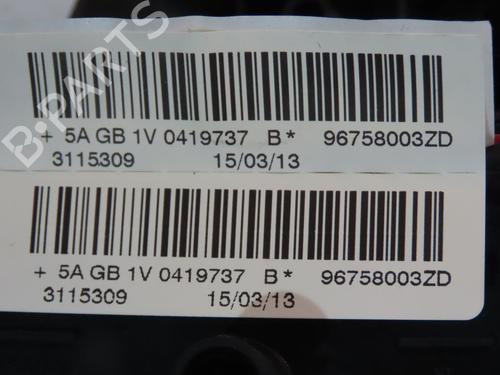 B-PARTS
+ 5A GB 1V 0419737 B* 96758003ZD
3115309 15/03/13
+ 5A GB 1V 0419737 B* 96758003ZD
3115309 15/03/13